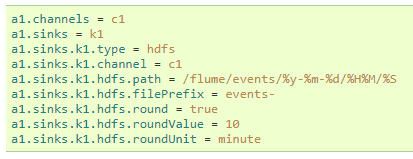 a1.channels = c1
a1.sinks = k1
a1.sinks.k1.type = hdfs
a1.sinks.k1.channel = c1
a1.sinks.k1.hdfs.path = /flume/events/%y-%m-%d/%H%M/%S
a1.sinks.k1.hdfs.filePrefix = events-
a1.sinks.k1.hdfs.round = true
a1.sinks.k1.hdfs.roundValue = 10
a1.sinks.k1.hdfs.roundUnit = minute